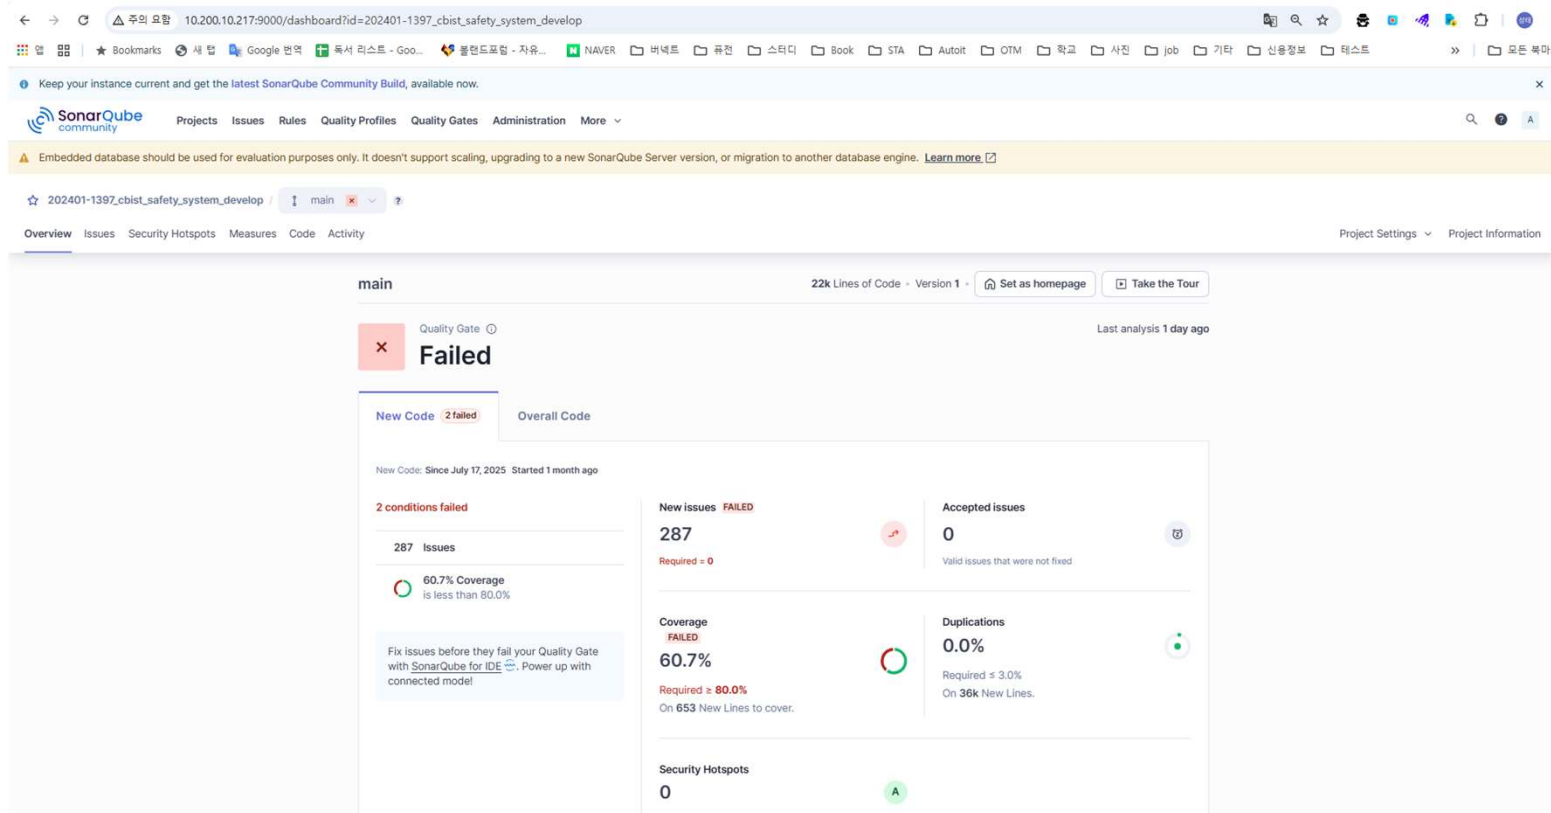 주의 요함 10.200.10.217:9000/dashboard?id=202401-1397_cbist_safety_system_develop
앱 Bookmarks 새 탭 Google 번역 독서 리스트 - Goo... 볼랜드포럼 - 자유... NAVER 버넥트 퓨전 스터디 Book STA Autoit OTM 학교 사진 job 기타 신용정보 테스트 » 모든 북마
Keep your instance current and get the latest SonarQube Community Build, available now.
SonarQube community Projects Issues Rules Quality Profiles Quality Gates Administration More A
Embedded database should be used for evaluation purposes only. It doesn't support scaling, upgrading to a new SonarQube Server version, or migration to another database engine. Learn more
202401-1397_cbist_safety_system_develop / main ?
Overview Issues Security Hotspots Measures Code Activity Project Settings Project Information
main 22k Lines of Code • Version 1 • Set as homepage Take the Tour
Quality Gate
Failed
Last analysis 1 day ago
New Code 2 failed Overall Code
New Code: Since July 17, 2025 Started 1 month ago
2 conditions failed
287 Issues
60.7% Coverage
is less than 80.0%
Fix issues before they fail your Quality Gate
with SonarQube for IDE. Power up with
connected mode!
New issues FAILED
287
Required = 0
Accepted issues
0
Valid issues that were not fixed
Coverage
FAILED
60.7%
Required ≥ 80.0%
On 653 New Lines to cover.
Duplications
0.0%
Required ≤ 3.0%
On 36k New Lines.
Security Hotspots
0
A